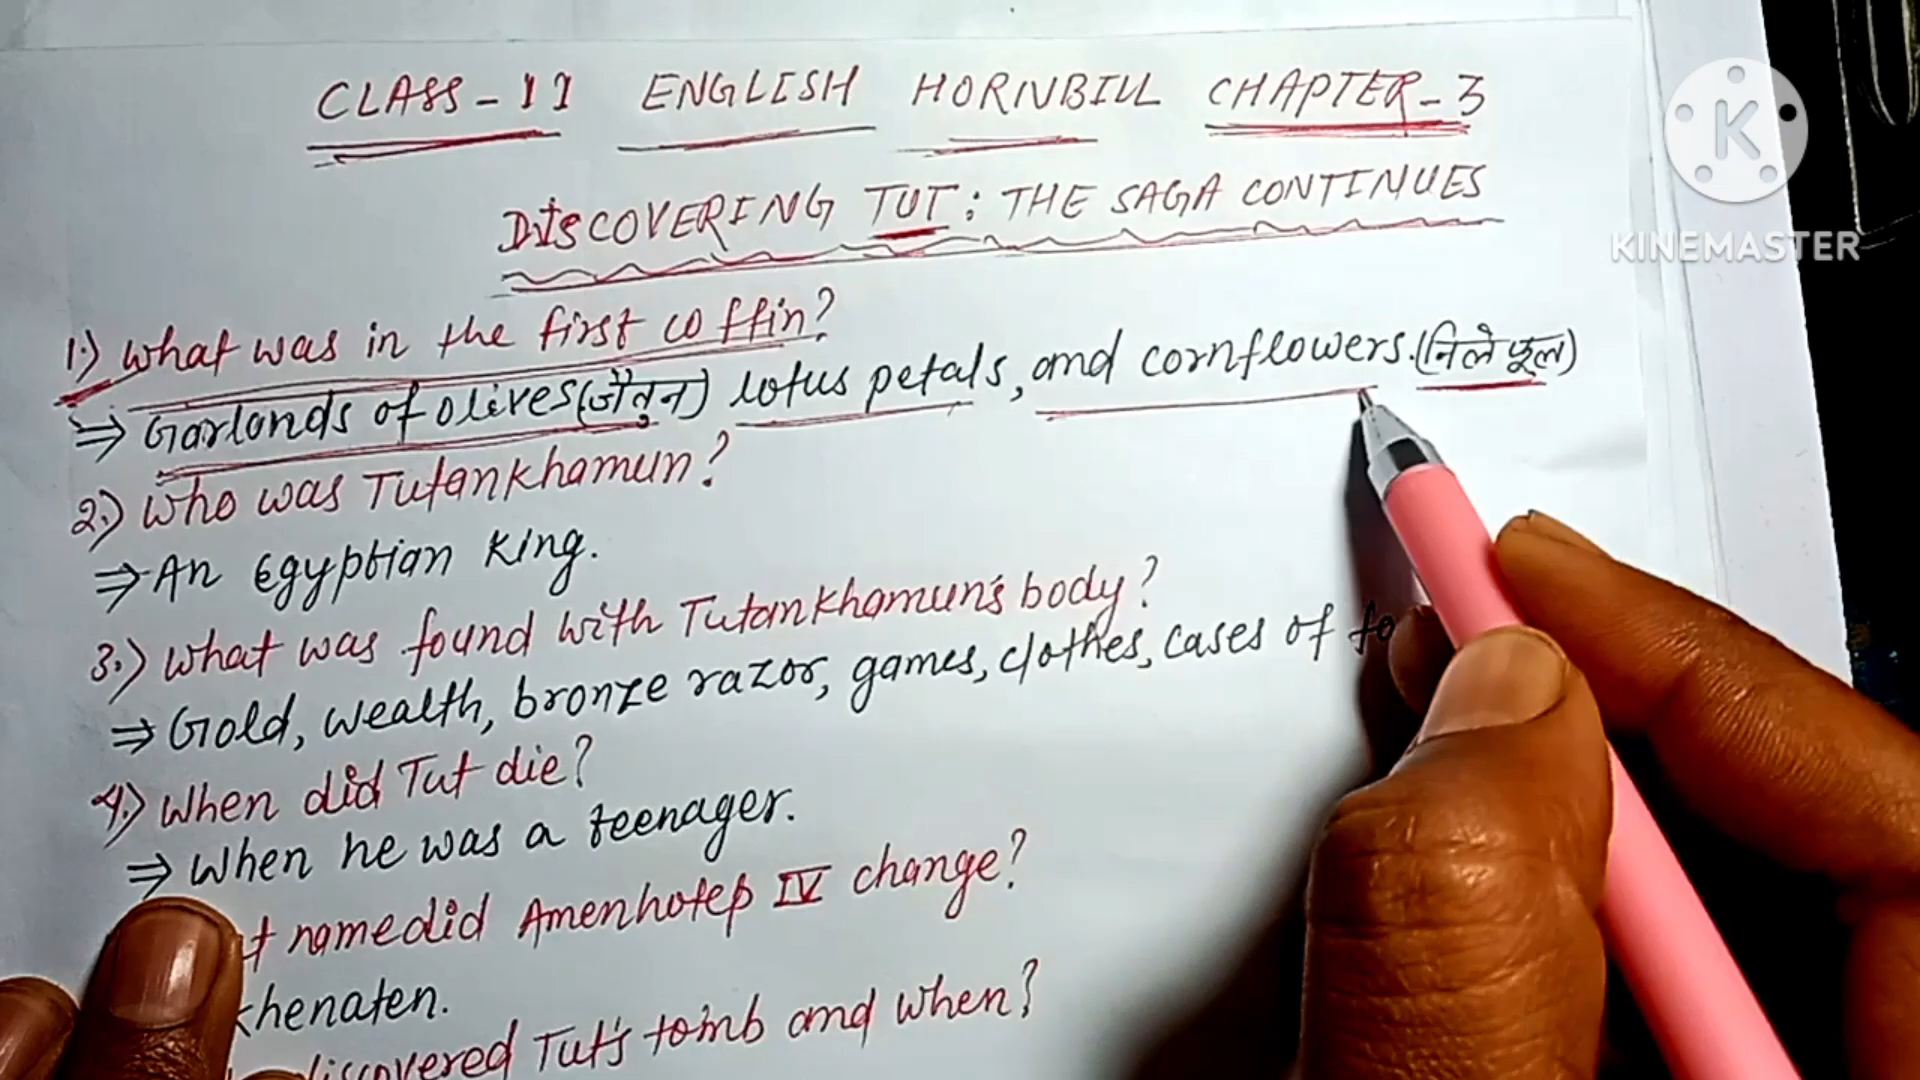 CLASS-11 ENGLISH HORNBILL CHAPTER-3
DISCOVERING TUT: THE SAGA CONTINUES
1.) What was in the first coffin?
⇒ Garlands of olives(जैतून) lotus petals, and cornflowers.(निले फूल)
2.) Who was Tutankhamun?
⇒ An Egyptian King.
3.) What was found with Tutankhamun's body?
⇒ Gold, wealth, bronze razor, games, clothes, cases of fo
4.) When did Tut die?
⇒ When he was a teenager.
t name did Amenhotep IV change?
khenaten.
discovered Tut's tomb and when?
K
KINEMASTER